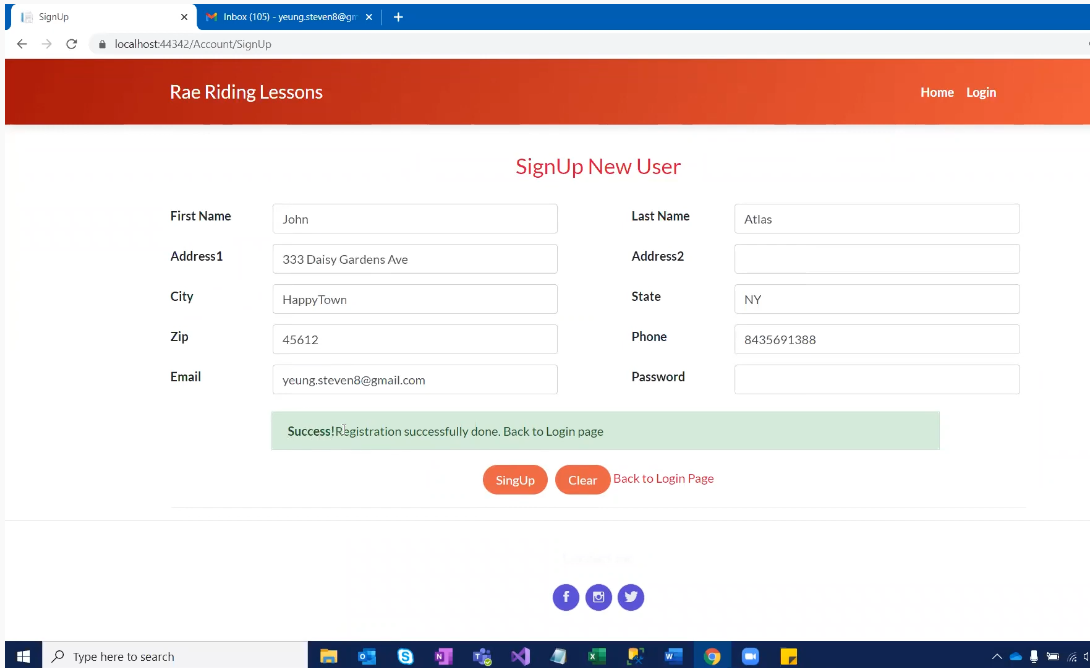 SignUp
Inbox (105) - yeung.steven8@gm
localhost:44342/Account/SignUp
Rae Riding Lessons
Home Login
SignUp New User
First Name John Last Name Atlas
Address1 333 Daisy Gardens Ave Address2
City HappyTown State NY
Zip 45612 Phone 8435691388
Email yeung.steven8@gmail.com Password
Success!Registration successfully done. Back to Login page
SingUp Clear Back to Login Page
Type here to search